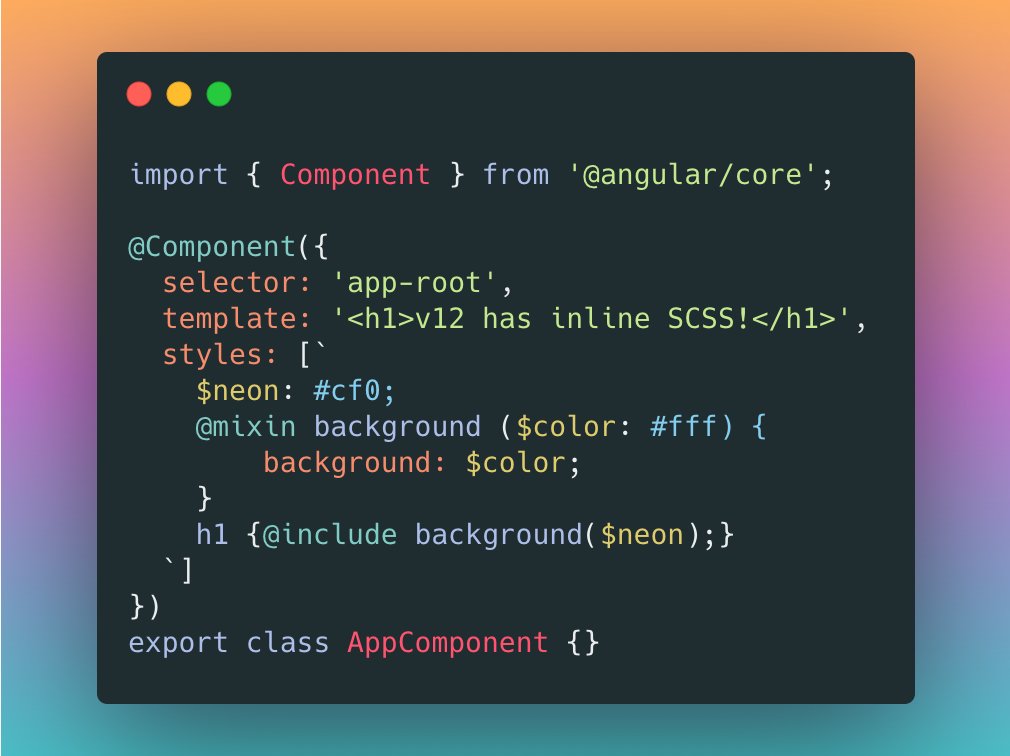 import { Component } from '@angular/core';

@Component({
  selector: 'app-root',
  template: '<h1>v12 has inline SCSS!</h1>',
  styles: [`
    $neon: #cf0;
    @mixin background ($color: #fff) {
        background: $color;
    }
    h1 {@include background($neon);}
  `]
})
export class AppComponent {}